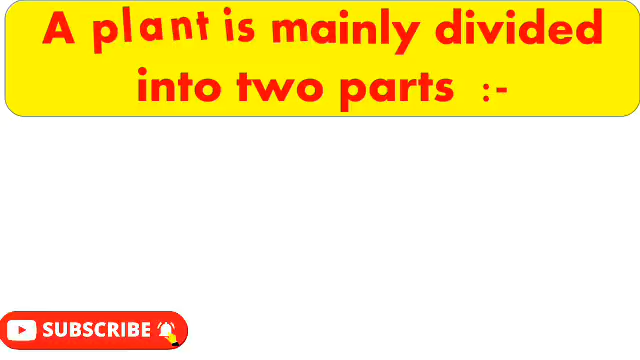 A plant is mainly divided
into two parts :-
SUBSCRIBE